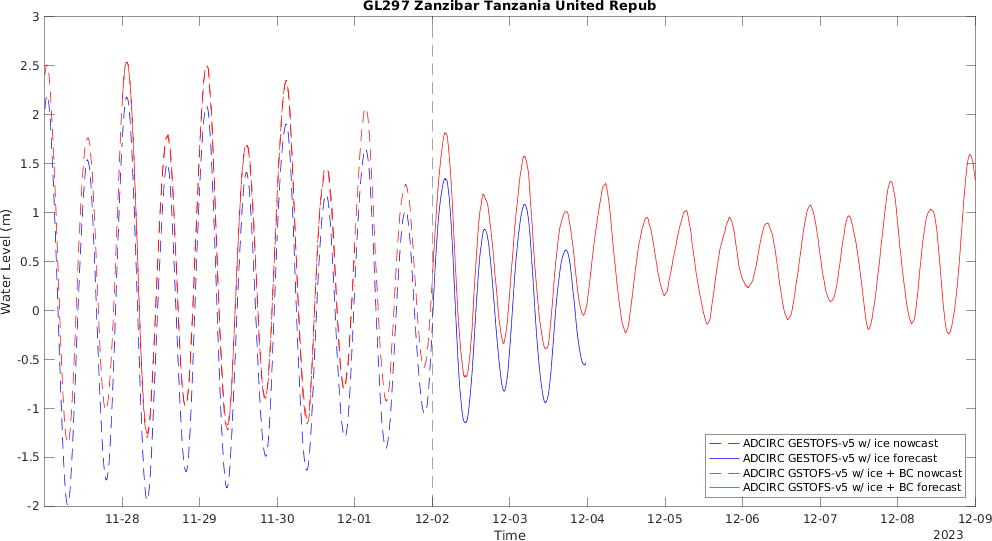 GL297 Zanzibar Tanzania United Repub
3
2.5
2
1.5
1
0.5
0
-0.5
-1
-1.5
-2
Water Level (m)
11-28 11-29 11-30 12-01 12-02 12-03 12-04 12-05 12-06 12-07 12-08 12-09
Time
2023
ADCIRC GESTOFS-v5 w/ ice nowcast
ADCIRC GESTOFS-v5 w/ ice forecast
ADCIRC GSTOFS-v5 w/ ice + BC nowcast
ADCIRC GSTOFS-v5 w/ ice + BC forecast